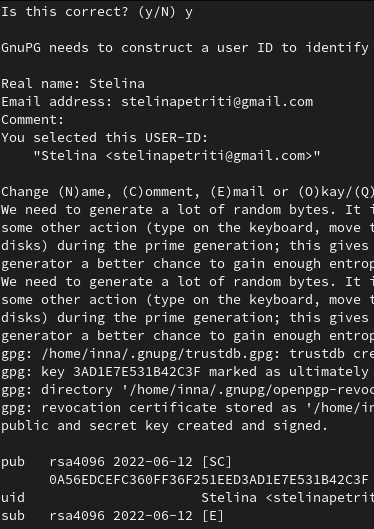 Is this correct? (y/N) y
GnuPG needs to construct a user ID to identify
Real name: Stelina
Email address: stelinapetriti@gmail.com
Comment:
You selected this USER-ID:
"Stelina <stelinapetriti@gmail.com>"
Change (N)ame, (C)omment, (E)mail or (O)kay/(Q)
We need to generate a lot of random bytes. It i
some other action (type on the keyboard, move t
disks) during the prime generation; this gives
generator a better chance to gain enough entrop
We need to generate a lot of random bytes. It i
some other action (type on the keyboard, move t
disks) during the prime generation; this gives
generator a better chance to gain enough entrop
gpg: /home/inna/.gnupg/trustdb.gpg: trustdb cre
gpg: key 3AD1E7E531B42C3F marked as ultimately
gpg: directory '/home/inna/.gnupg/openpgp-revoc
gpg: revocation certificate stored as '/home/in
public and secret key created and signed.
pub rsa4096 2022-06-12 [SC]
0A56EDCEFC360FF36F251EED3AD1E7E531B42C3F
uid Stelina <stelinapetrit
sub rsa4096 2022-06-12 [E]